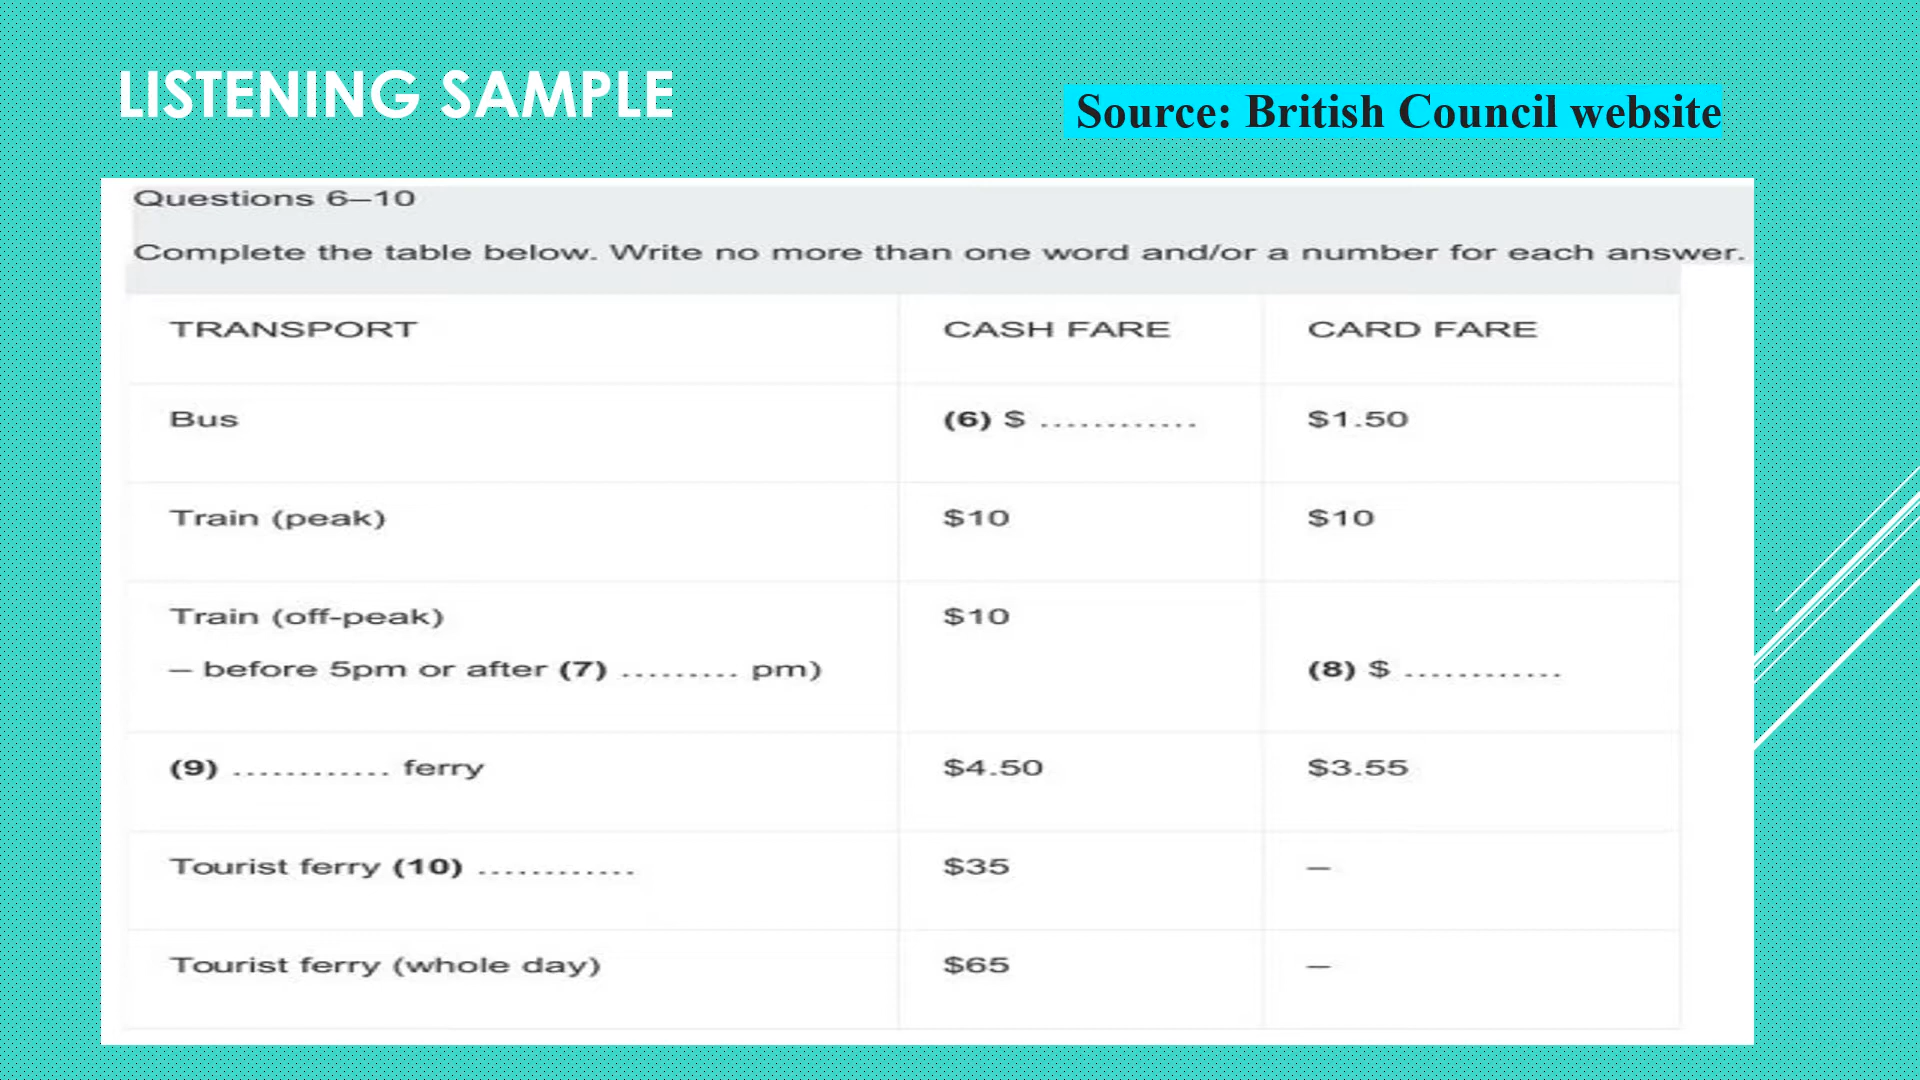 LISTENING SAMPLE
Source: British Council website
Questions 6–10
Complete the table below. Write no more than one word and/or a number for each answer.
TRANSPORT CASH FARE CARD FARE
Bus (6) $ ............ $1.50
Train (peak) $10 $10
Train (off-peak) $10
– before 5pm or after (7) ......... pm) (8) $ ............
(9) ............ ferry $4.50 $3.55
Tourist ferry (10) ............ $35 –
Tourist ferry (whole day) $65 –